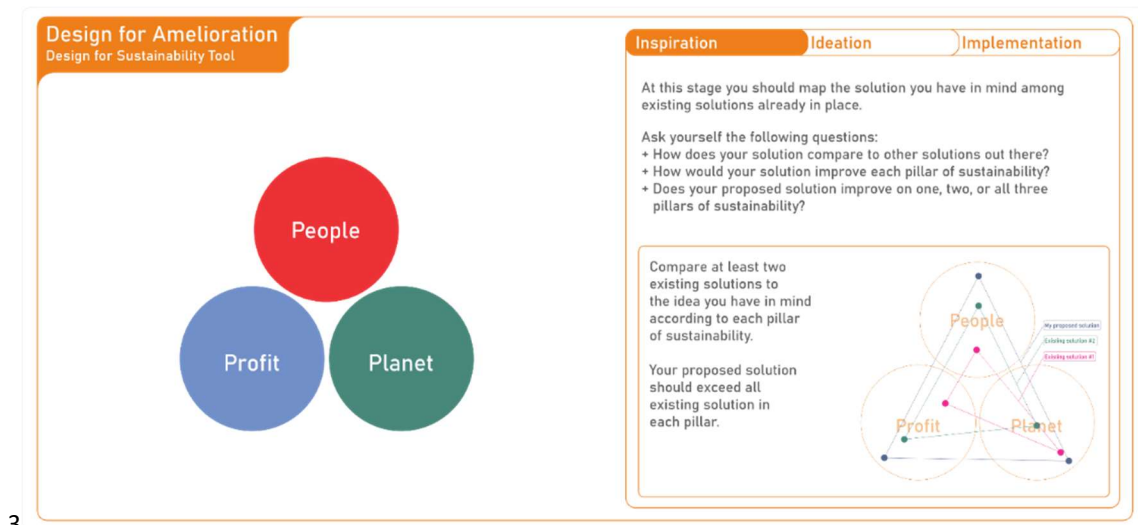 Design for Amelioration
Design for Sustainability Tool
People
Profit
Planet
Inspiration
Ideation
Implementation
At this stage you should map the solution you have in mind among
existing solutions already in place.
Ask yourself the following questions:
+ How does your solution compare to other solutions out there?
+ How would your solution improve each pillar of sustainability?
+ Does your proposed solution improve on one, two, or all three
pillars of sustainability?
Compare at least two
existing solutions to
the idea you have in mind
according to each pillar
of sustainability.
Your proposed solution
should exceed all
existing solution in
each pillar.
People
My proposed solution
Existing solution #2
Existing solution #1
Profit
Planet
3